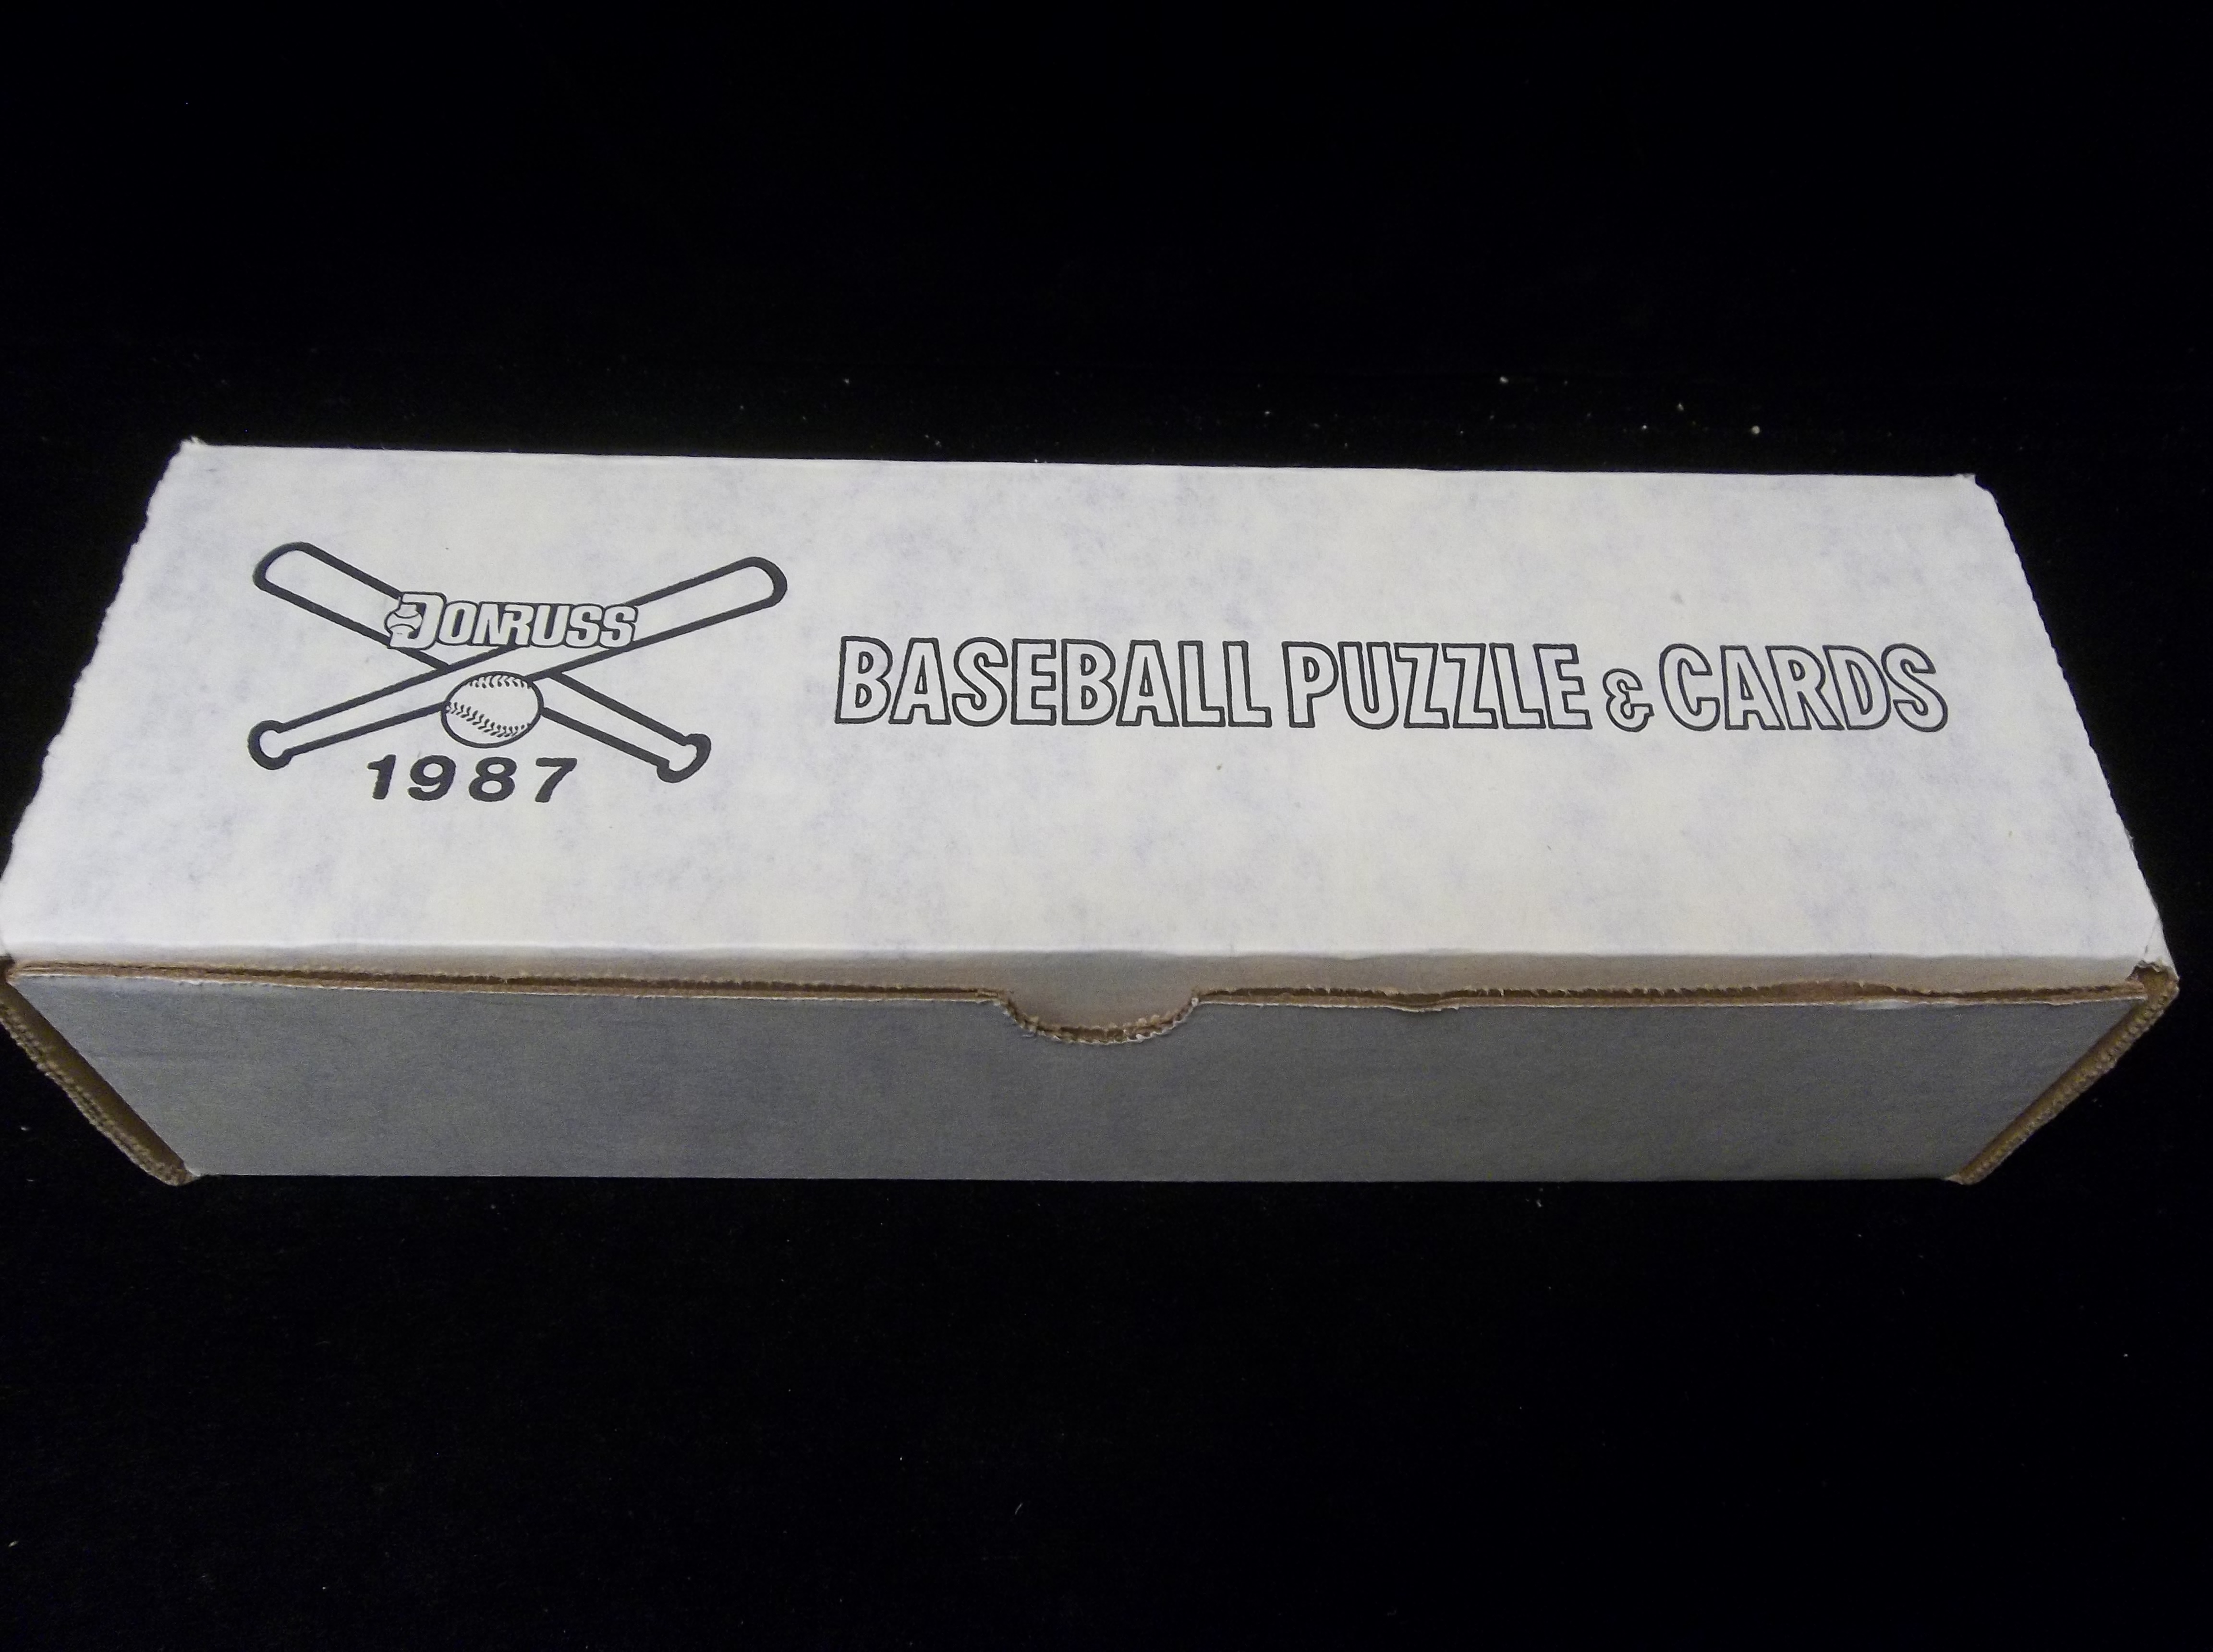 DONRUSS
1987
BASEBALL PUZZLE & CARDS